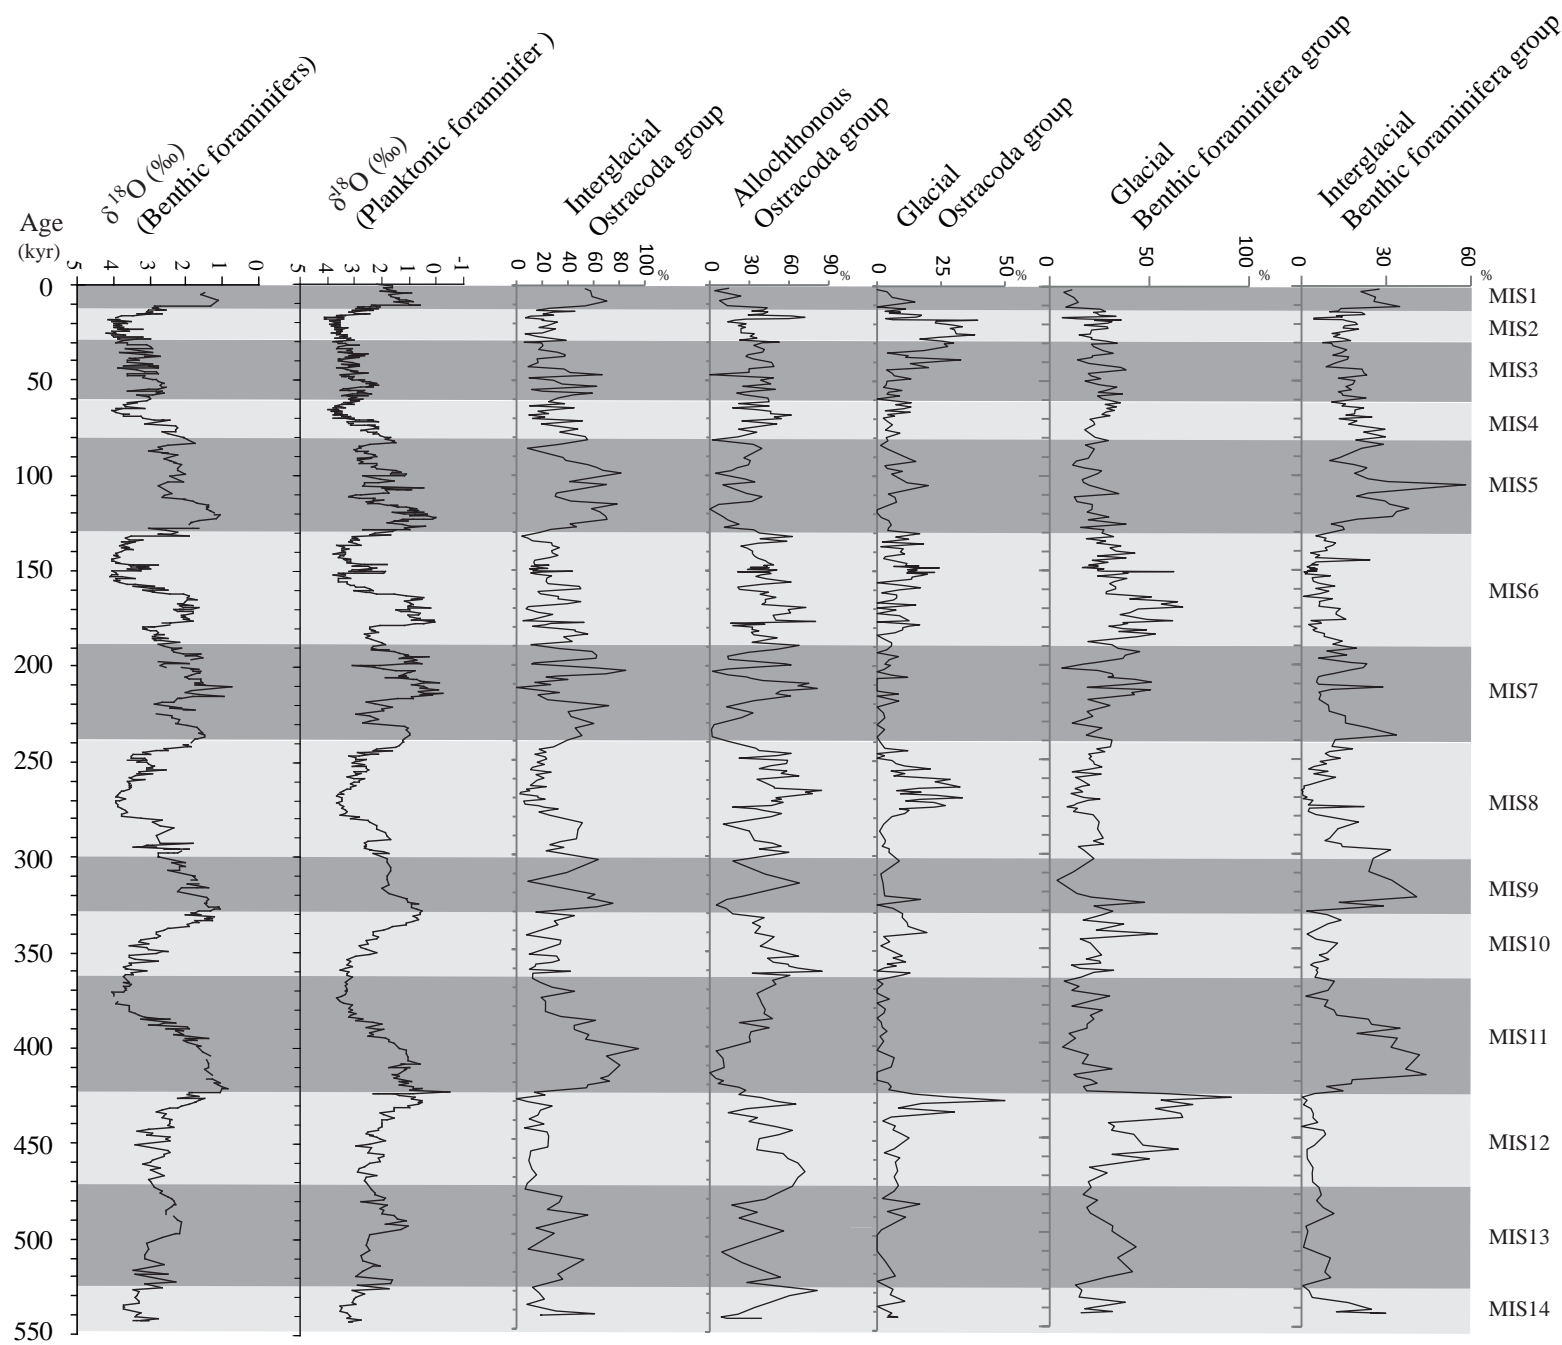 δ18O (‰)
(Benthic foraminifers)
δ18O (‰)
(Planktonic foraminifer )
Interglacial
Ostracoda group
Allochthonous
Ostracoda group
Glacial
Ostracoda group
Glacial
Benthic foraminifera group
Interglacial
Benthic foraminifera group
Age
(kyr)
5 4 3 2 1 0
5 4 3 2 1 0 -1
0 20 40 60 80 100 %
0 30 60 90 %
0 25 50 %
0 50 100 %
0 30 60 %
0
50
100
150
200
250
300
350
400
450
500
550
MIS1
MIS2
MIS3
MIS4
MIS5
MIS6
MIS7
MIS8
MIS9
MIS10
MIS11
MIS12
MIS13
MIS14